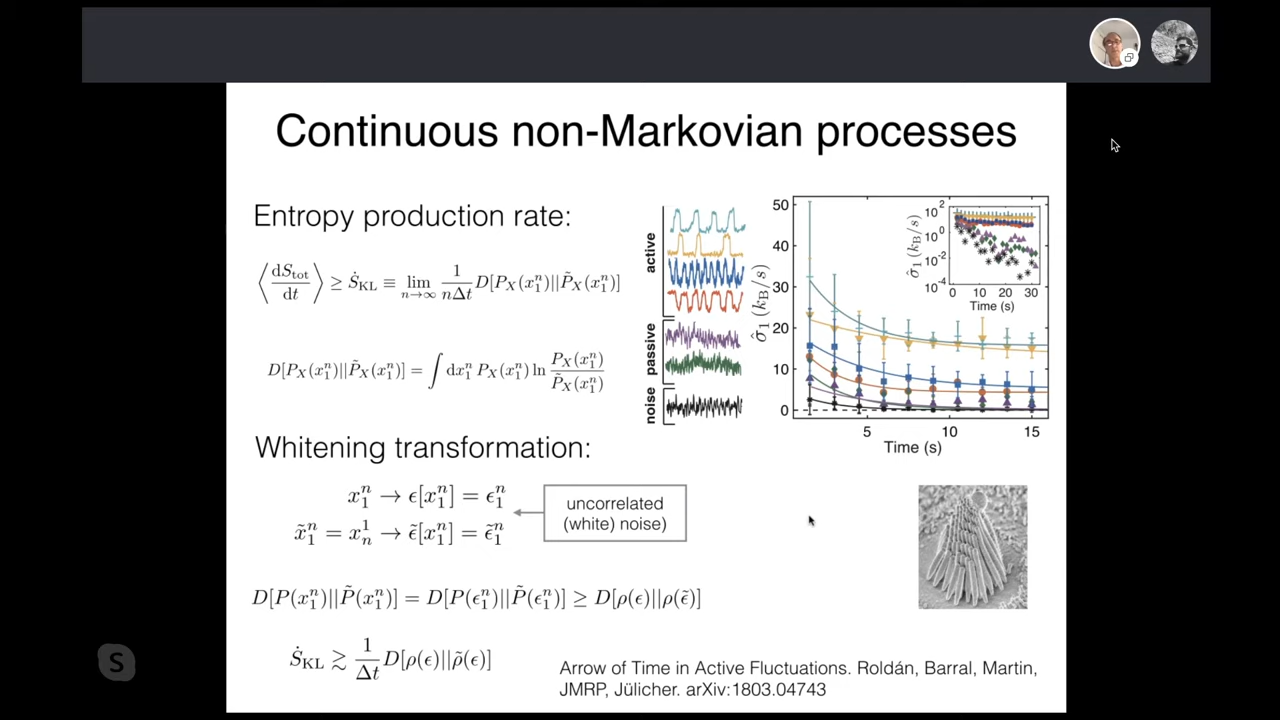 Continuous non-Markovian processes
Entropy production rate:
⟨dS_tot/dt⟩ ≥ Ṡ_KL ≡ lim_{n→∞} 1/(nΔt) D[P_X(x_1^n)||P̃_X(x_1^n)]
D[P_X(x_1^n)||P̃_X(x_1^n)] = ∫ dx_1^n P_X(x_1^n) ln P_X(x_1^n)/P̃_X(x_1^n)
active
passive
noise
σ̂_1 (k_B/s)
50
40
30
20
10
0
5
10
15
Time (s)
σ̂_1 (k_B/s)
10^2
10^0
10^-2
10^-4
0
10
20
30
Time (s)
Whitening transformation:
x_1^n → ϵ[x_1^n] = ϵ_1^n
x̃_1^n = x_n^1 → ϵ̃[x_1^n] = ϵ̃_1^n
uncorrelated
(white) noise)
D[P(x_1^n)||P̃(x_1^n)] = D[P(ϵ_1^n)||P̃(ϵ_1^n)] ≥ D[ρ(ϵ)||ρ(ϵ̃)]
Ṡ_KL ≳ 1/Δt D[ρ(ϵ)||ρ̃(ϵ)]
Arrow of Time in Active Fluctuations. Roldán, Barral, Martin,
JMRP, Jülicher. arXiv:1803.04743
S